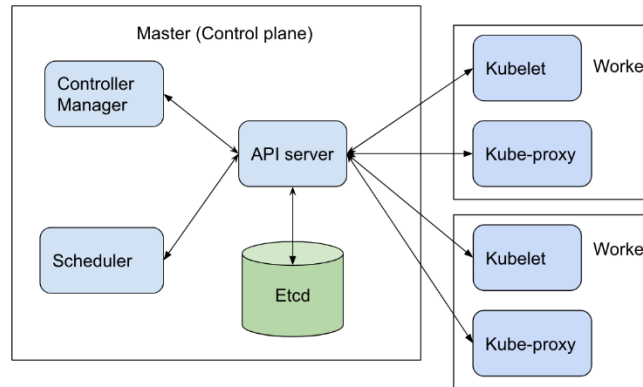 Master (Control plane)
Controller
Manager
API server
Scheduler
Etcd
Kubelet
Worke
Kube-proxy
Kubelet
Worke
Kube-proxy